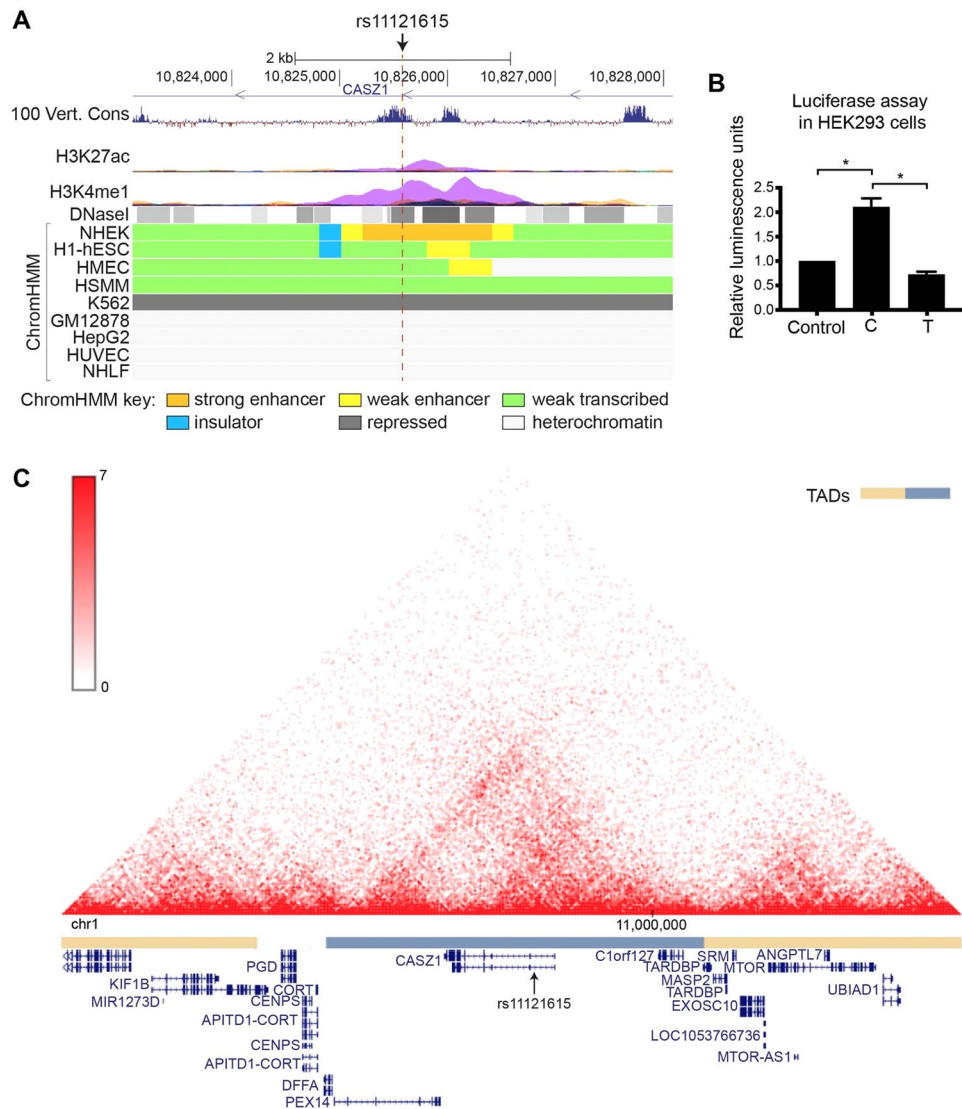 A
rs11121615
2 kb
10,824,000 10,825,000 10,826,000 10,827,000 10,828,000
CASZ1
100 Vert. Cons
H3K27ac
H3K4me1
DNaseI
ChromHMM
NHEK
H1-hESC
HMEC
HSMM
K562
GM12878
HepG2
HUVEC
NHLF
ChromHMM key: strong enhancer weak enhancer weak transcribed
insulator repressed heterochromatin
B
Luciferase assay
in HEK293 cells
Relative luminescence units
* *
2.5
2.0
1.5
1.0
0.5
0.0
Control C T
C
7
0
TADs
chr1 11,000,000
KIF1B
MIR1273D
PGD
CORT
CENPS
APITD1-CORT
CENPS
APITD1-CORT
DFFA
PEX14
CASZ1
rs11121615
C1orf127
TARDBP
MASP2
TARDBP
EXOSC10
LOC1053766736
MTOR-AS1
SRM
MTOR
ANGPTL7
UBIAD1